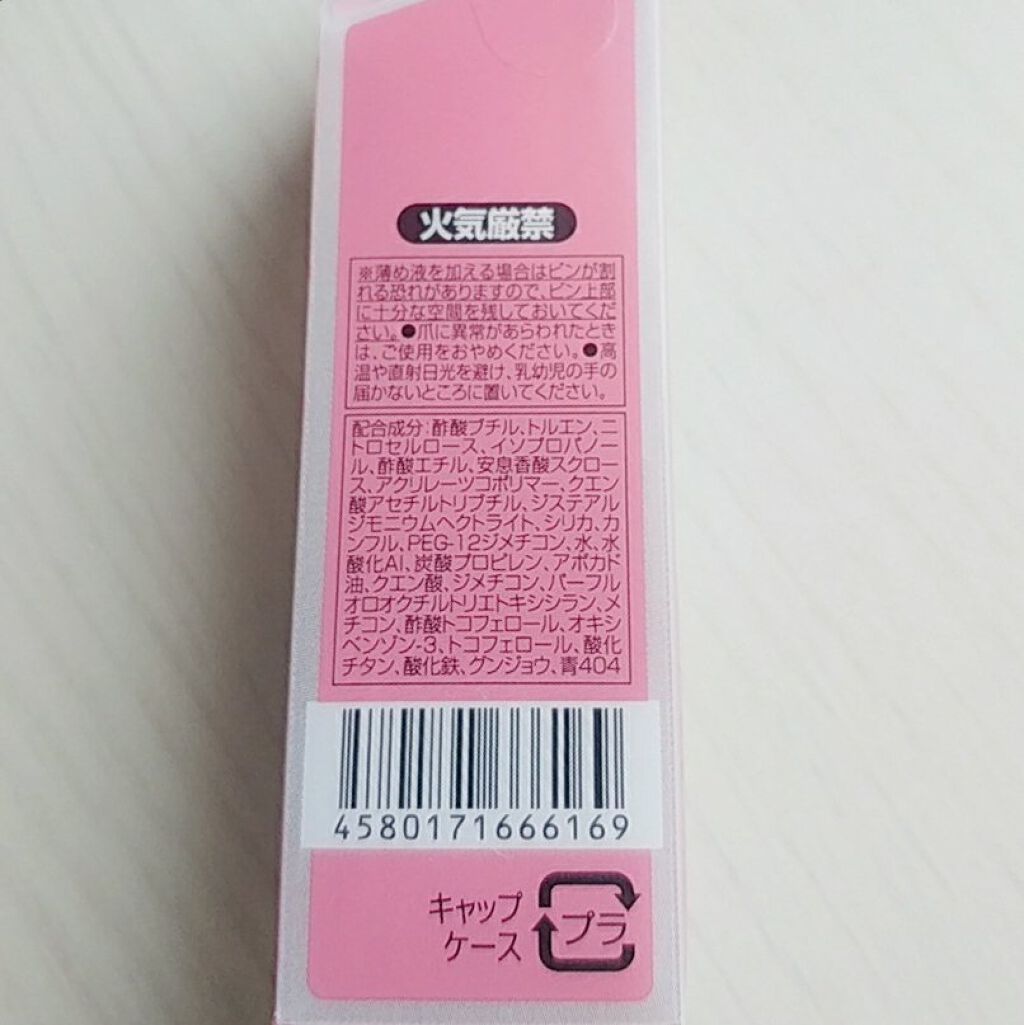 火気厳禁
※薄め液を加える場合はビンが割
れる恐れがありますので、ビン上部
に十分な空間を残しておいてくだ
さい。●爪に異常があらわれたとき
は、ご使用をおやめください。●高
温や直射日光を避け、乳幼児の手の
届かないところに置いてください。
配合成分：酢酸ブチル、トルエン、ニ
トロセルロース、イソプロパノー
ル、酢酸エチル、安息香酸スクロー
ス、アクリレーツコポリマー、クエン
酸アセチルトリブチル、ジステアル
ジモニウムヘクトライト、シリカ、カ
ンフル、PEG-12ジメチコン、水、水
酸化Al、炭酸プロピレン、アボカド
油、クエン酸、ジメチコン、パーフル
オロオクチルトリエトキシシラン、メ
チコン、酢酸トコフェロール、オキシ
ベンゾン-3、トコフェロール、酸化
チタン、酸化鉄、グンジョウ、青404
4580171666169
キャップ
ケース
プラ